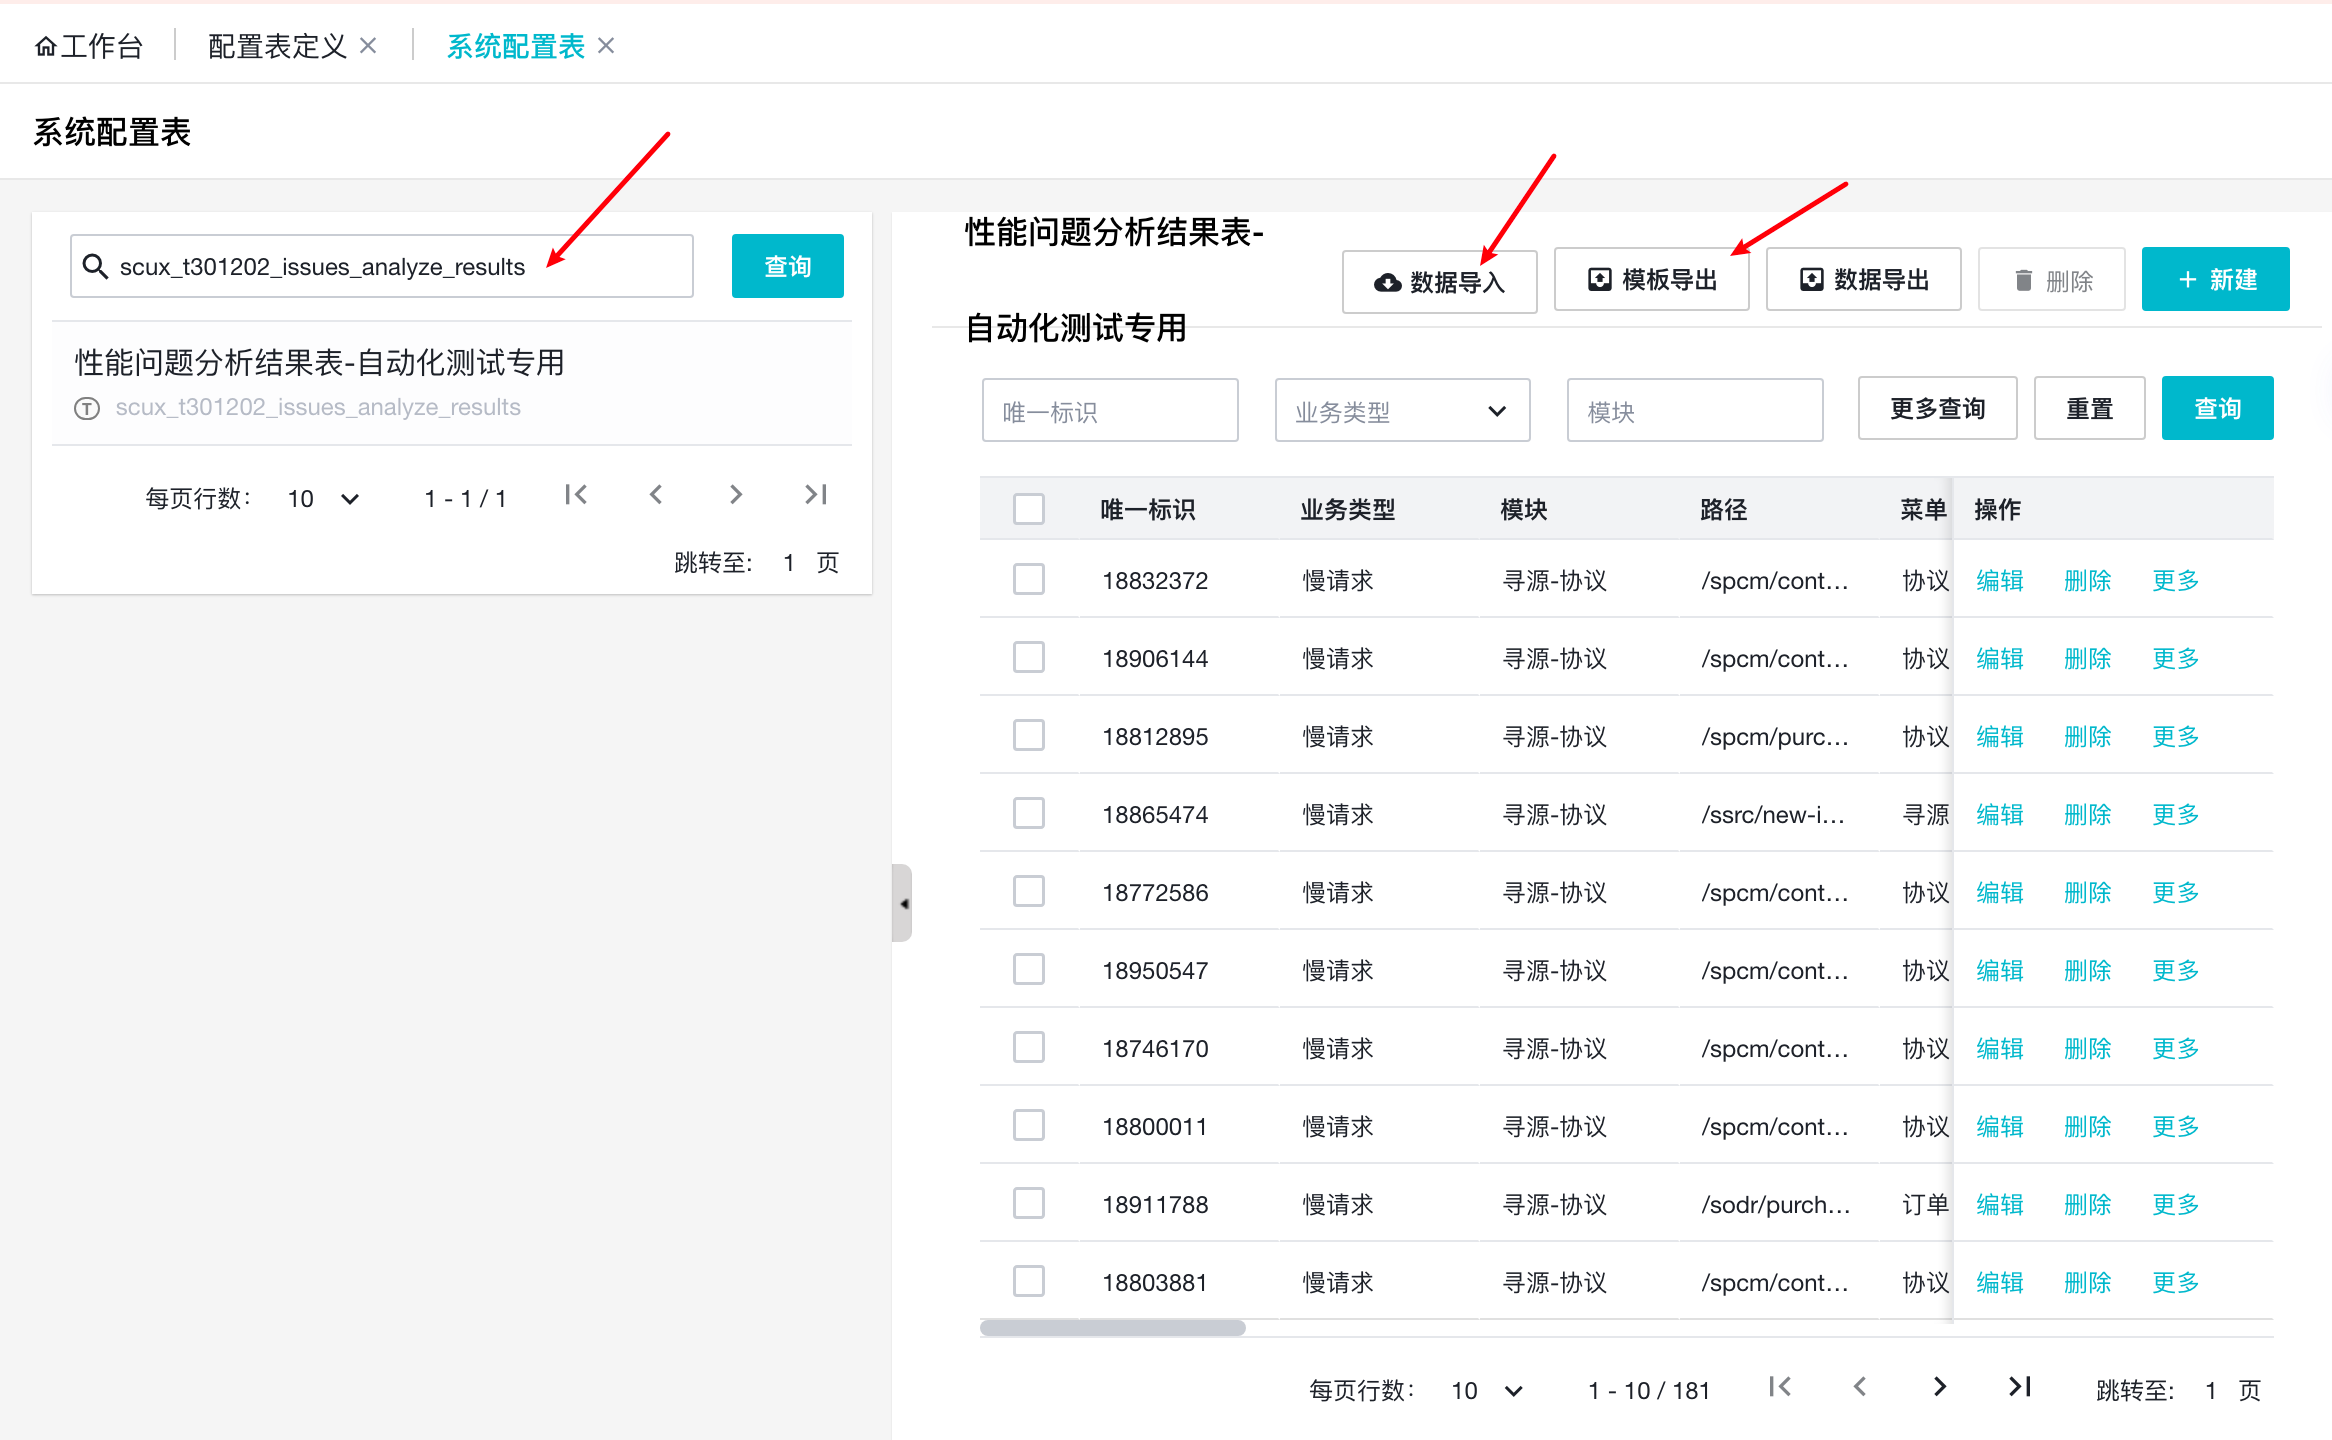 工作台 配置表定义 系统配置表
系统配置表
scux_t301202_issues_analyze_results 查询
性能问题分析结果表-自动化测试专用
T scux_t301202_issues_analyze_results
每页行数: 10 1 - 1 / 1
跳转至: 1 页
性能问题分析结果表-
自动化测试专用
数据导入 模板导出 数据导出 删除 + 新建
唯一标识 业务类型 模块 更多查询 重置 查询
唯一标识 业务类型 模块 路径 菜单 操作
18832372 慢请求 寻源-协议 /spcm/cont... 协议 编辑 删除 更多
18906144 慢请求 寻源-协议 /spcm/cont... 协议 编辑 删除 更多
18812895 慢请求 寻源-协议 /spcm/purc... 协议 编辑 删除 更多
18865474 慢请求 寻源-协议 /ssrc/new-i... 寻源 编辑 删除 更多
18772586 慢请求 寻源-协议 /spcm/cont... 协议 编辑 删除 更多
18950547 慢请求 寻源-协议 /spcm/cont... 协议 编辑 删除 更多
18746170 慢请求 寻源-协议 /spcm/cont... 协议 编辑 删除 更多
18800011 慢请求 寻源-协议 /spcm/cont... 协议 编辑 删除 更多
18911788 慢请求 寻源-协议 /sodr/purch... 订单 编辑 删除 更多
18803881 慢请求 寻源-协议 /spcm/cont... 协议 编辑 删除 更多
每页行数: 10 1 - 10 / 181 跳转至: 1 页